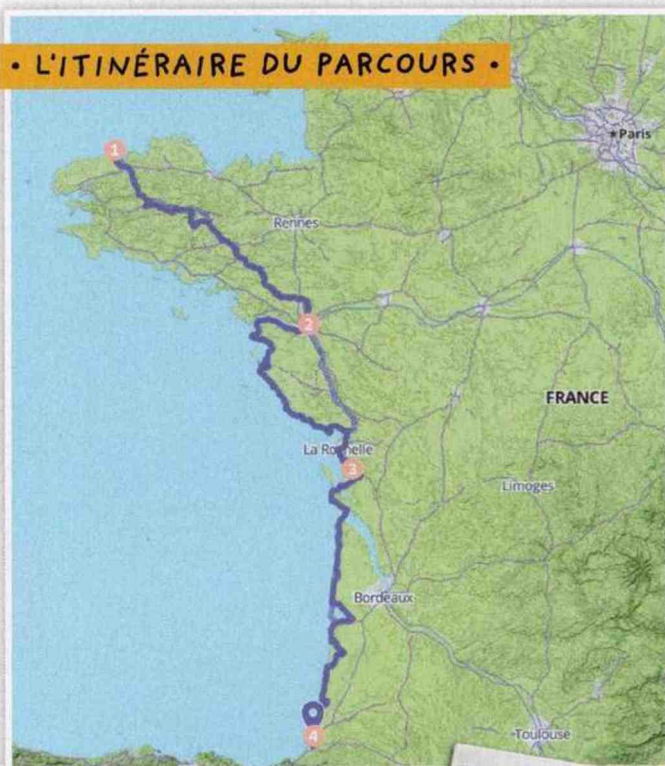 • L'ITINÉRAIRE DU PARCOURS •
1
Paris
Rennes
2
FRANCE
La Rochelle
3
Limoges
Bordeaux
4
Toulouse